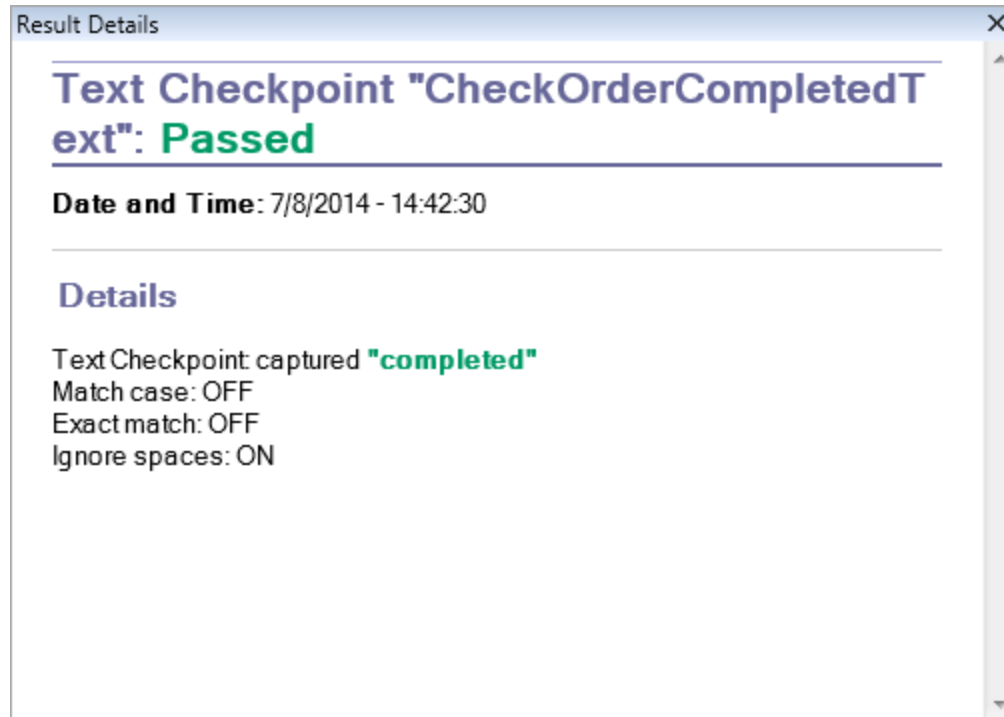 Result Details
Text Checkpoint "CheckOrderCompletedT
ext": Passed
Date and Time: 7/8/2014 - 14:42:30
Details
Text Checkpoint: captured "completed"
Match case: OFF
Exact match: OFF
Ignore spaces: ON